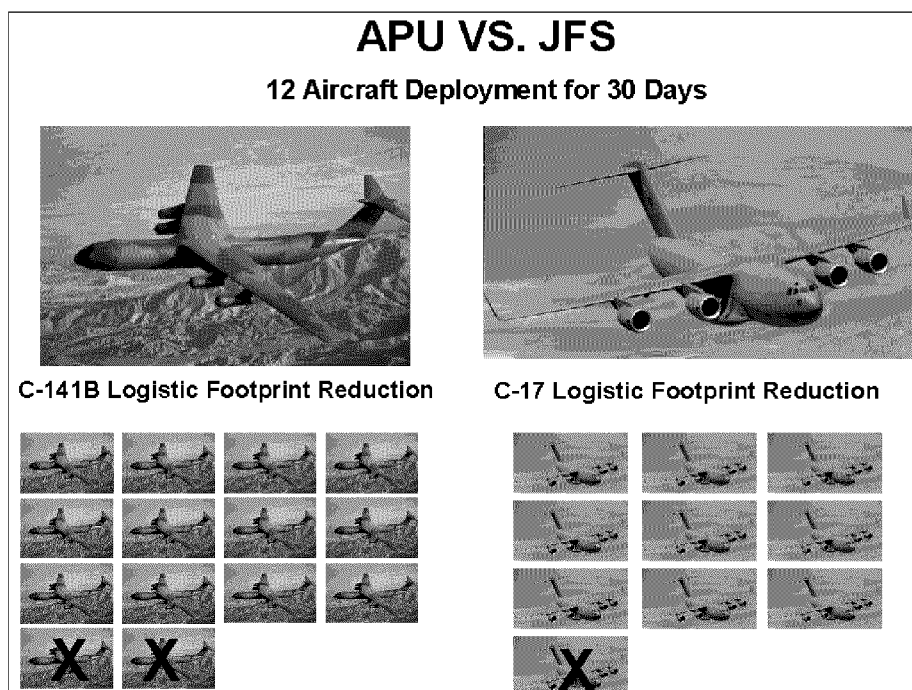 APU VS. JFS
12 Aircraft Deployment for 30 Days
C-141B Logistic Footprint Reduction
C-17 Logistic Footprint Reduction
X X
X